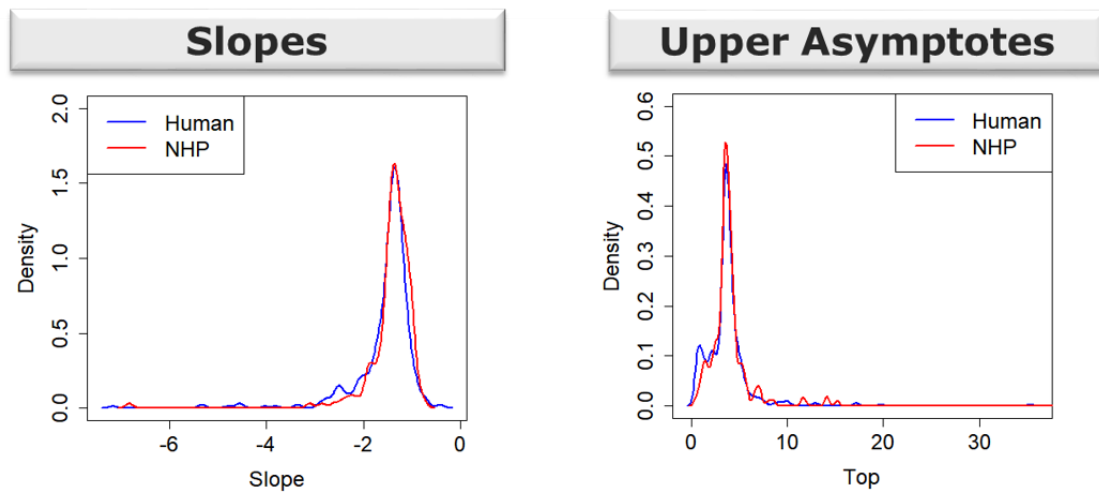 Slopes
Human
NHP
2.0
1.5
1.0
0.5
0.0
Density
-6 -4 -2 0
Slope
Upper Asymptotes
Human
NHP
0.6
0.5
0.4
0.3
0.2
0.1
0.0
Density
0 10 20 30
Top